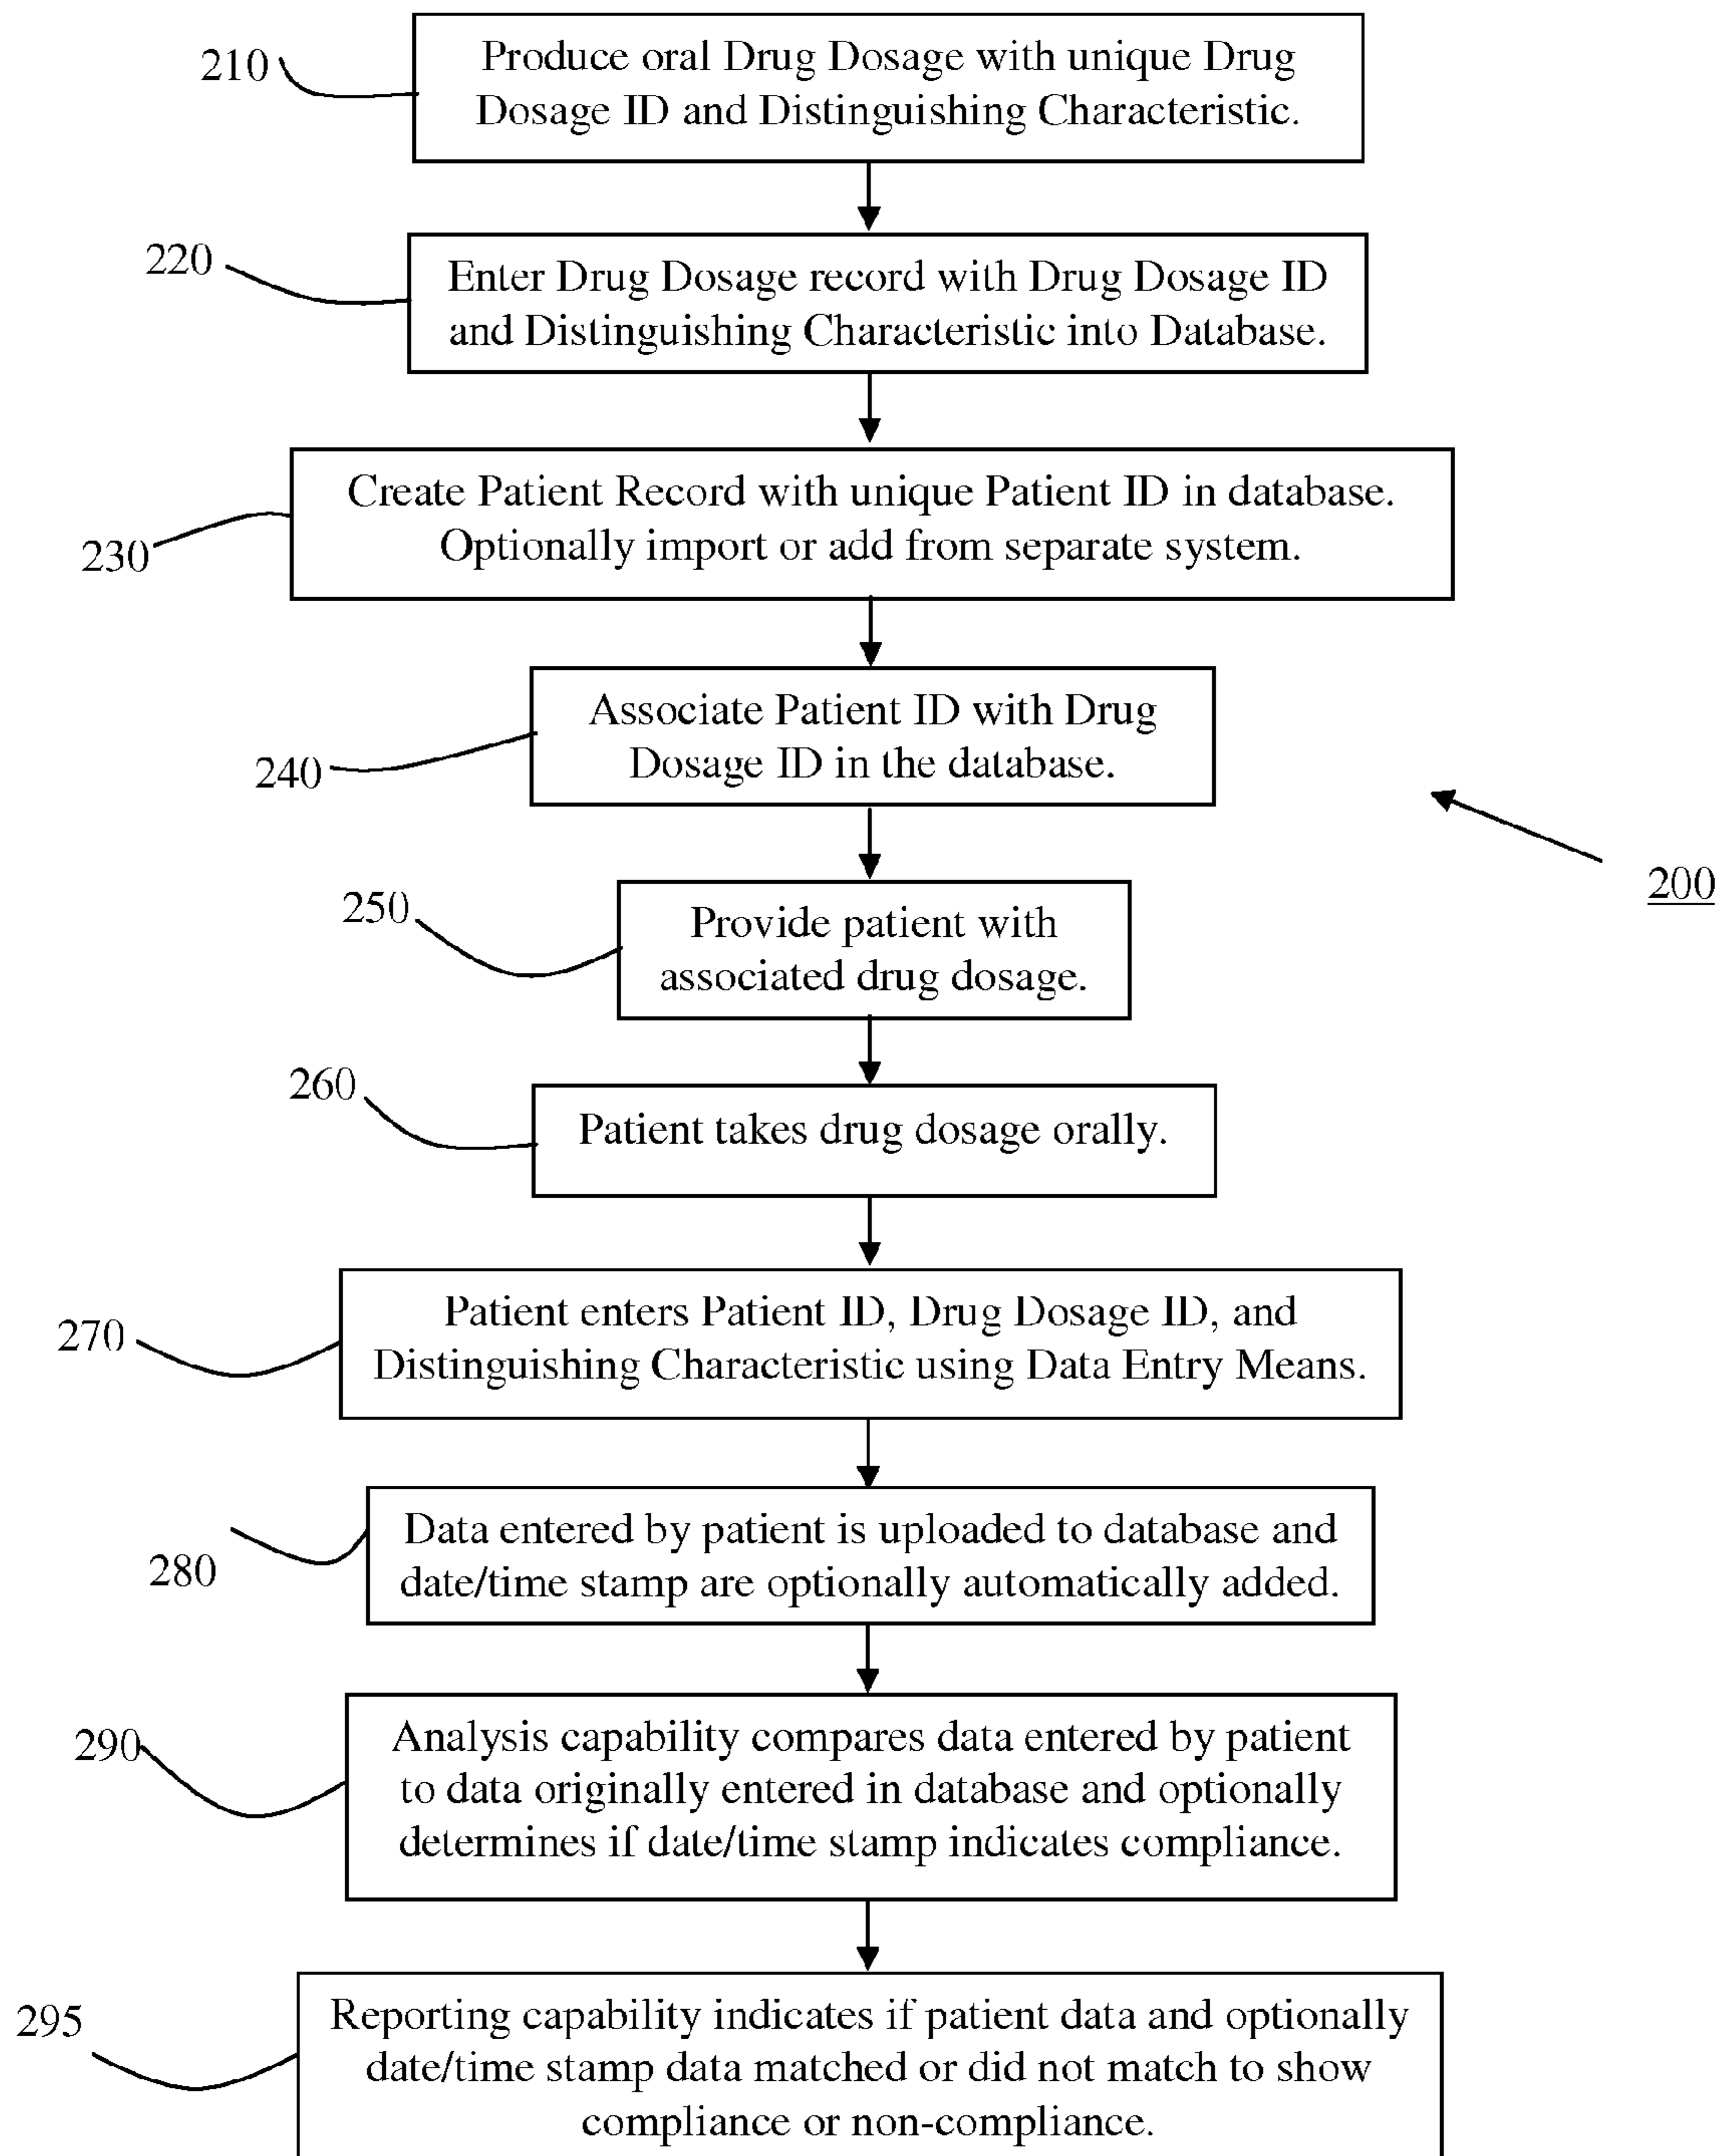 210
Produce oral Drug Dosage with unique Drug
Dosage ID and Distinguishing Characteristic.
220
Enter Drug Dosage record with Drug Dosage ID
and Distinguishing Characteristic into Database.
230
Create Patient Record with unique Patient ID in database.
Optionally import or add from separate system.
240
Associate Patient ID with Drug
Dosage ID in the database.
200
250
Provide patient with
associated drug dosage.
260
Patient takes drug dosage orally.
270
Patient enters Patient ID, Drug Dosage ID, and
Distinguishing Characteristic using Data Entry Means.
280
Data entered by patient is uploaded to database and
date/time stamp are optionally automatically added.
290
Analysis capability compares data entered by patient
to data originally entered in database and optionally
determines if date/time stamp indicates compliance.
295
Reporting capability indicates if patient data and optionally
date/time stamp data matched or did not match to show
compliance or non-compliance.